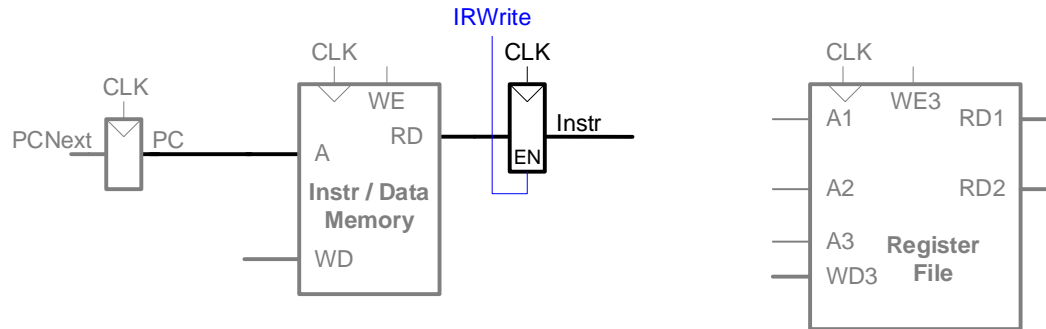 IRWrite
CLK
CLK
CLK
CLK
WE
WE3
PCNext
PC
A
RD
EN
Instr
Instr / Data
Memory
WD
A1
RD1
A2
RD2
A3
WD3
Register
File